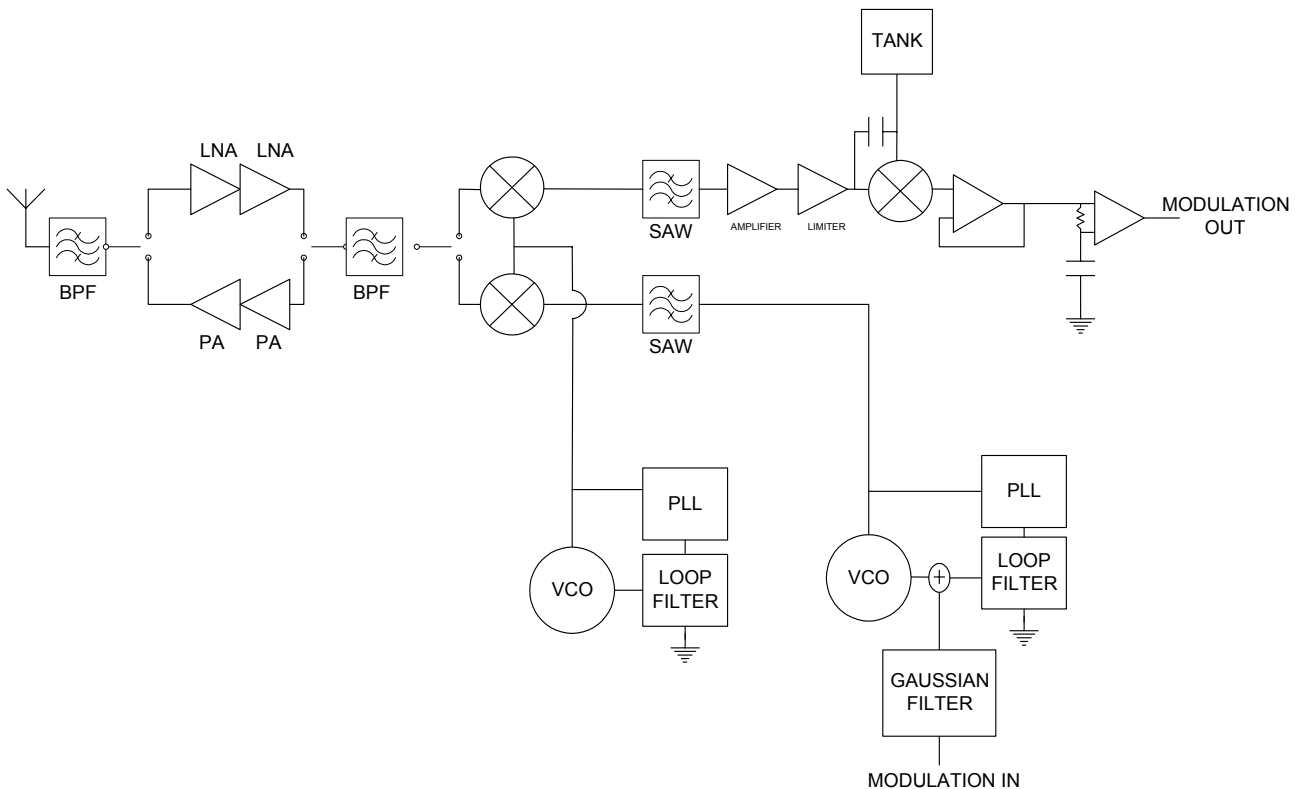 TANK
LNA LNA
BPF
PA PA
BPF
SAW
AMPLIFIER
LIMITER
MODULATION
OUT
SAW
PLL
VCO
LOOP
FILTER
PLL
VCO
+
LOOP
FILTER
GAUSSIAN
FILTER
MODULATION IN